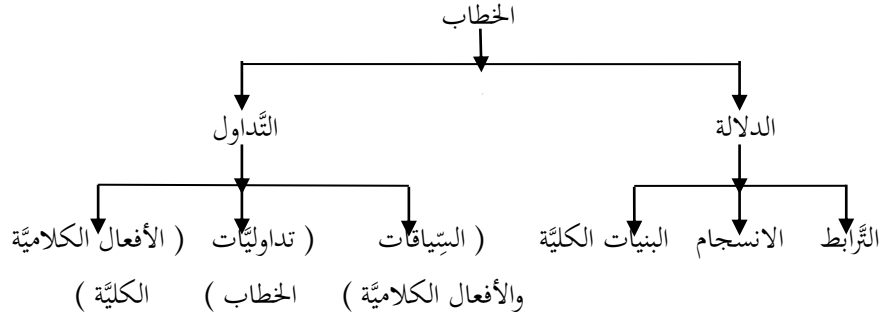 الخطاب
الدلالة
التَّداول
التَّرابط
الانسجام
البنيات الكليَّة
( السِّياقات
والأفعال الكلاميَّة )
( تداوليَّات
الخطاب )
( الأفعال الكلاميَّة
الكليَّة )